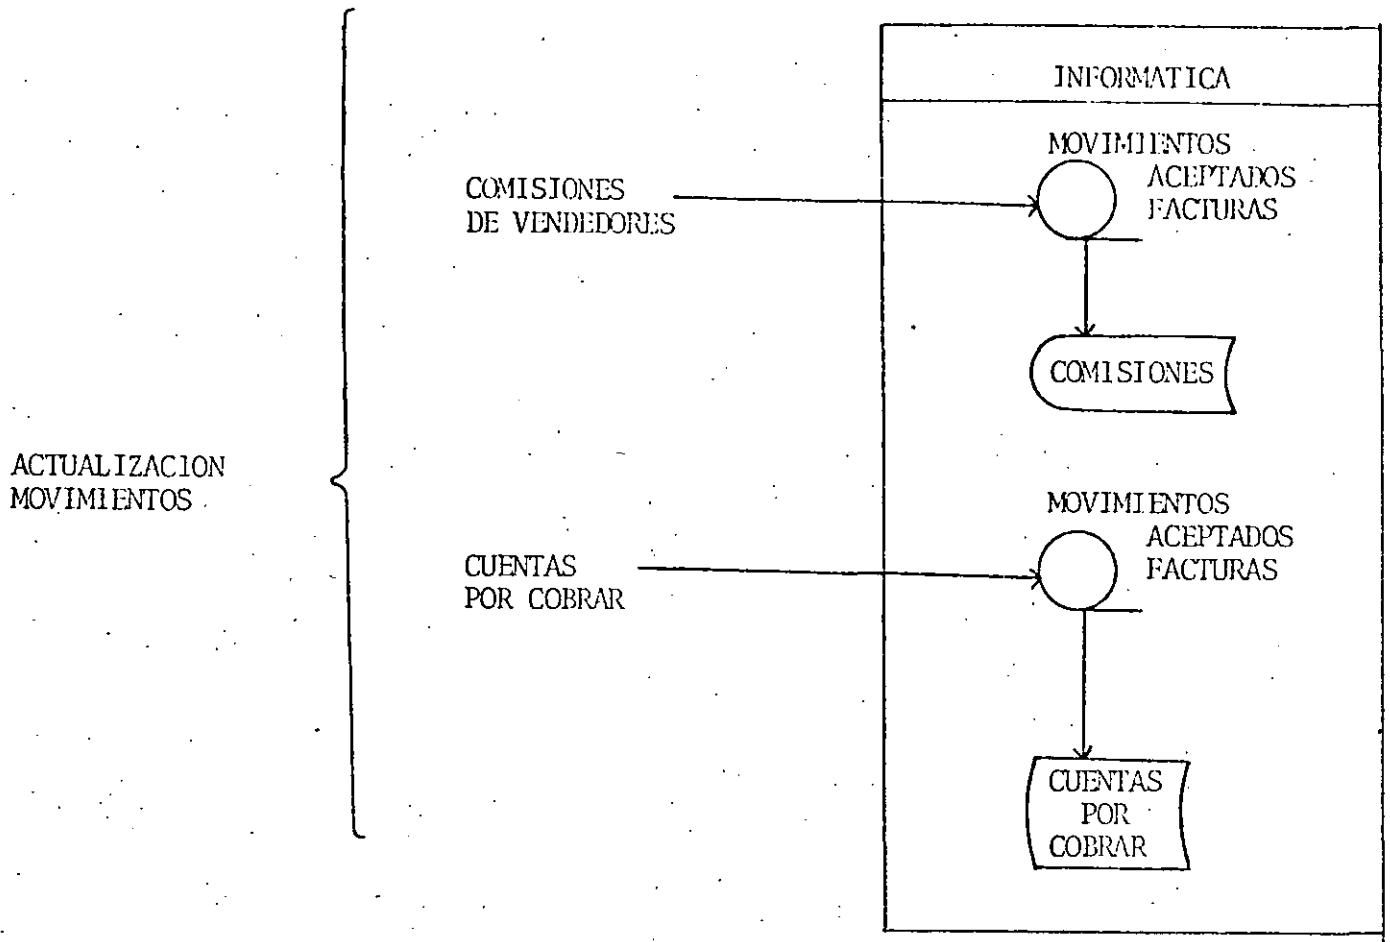 INFORMATICA
MOVIMIENTOS
ACEPTADOS
FACTURAS
COMISIONES
DE VENDEDORES
COMISIONES
ACTUALIZACION
MOVIMIENTOS
MOVIMIENTOS
ACEPTADOS
FACTURAS
CUENTAS
POR COBRAR
CUENTAS
POR
COBRAR